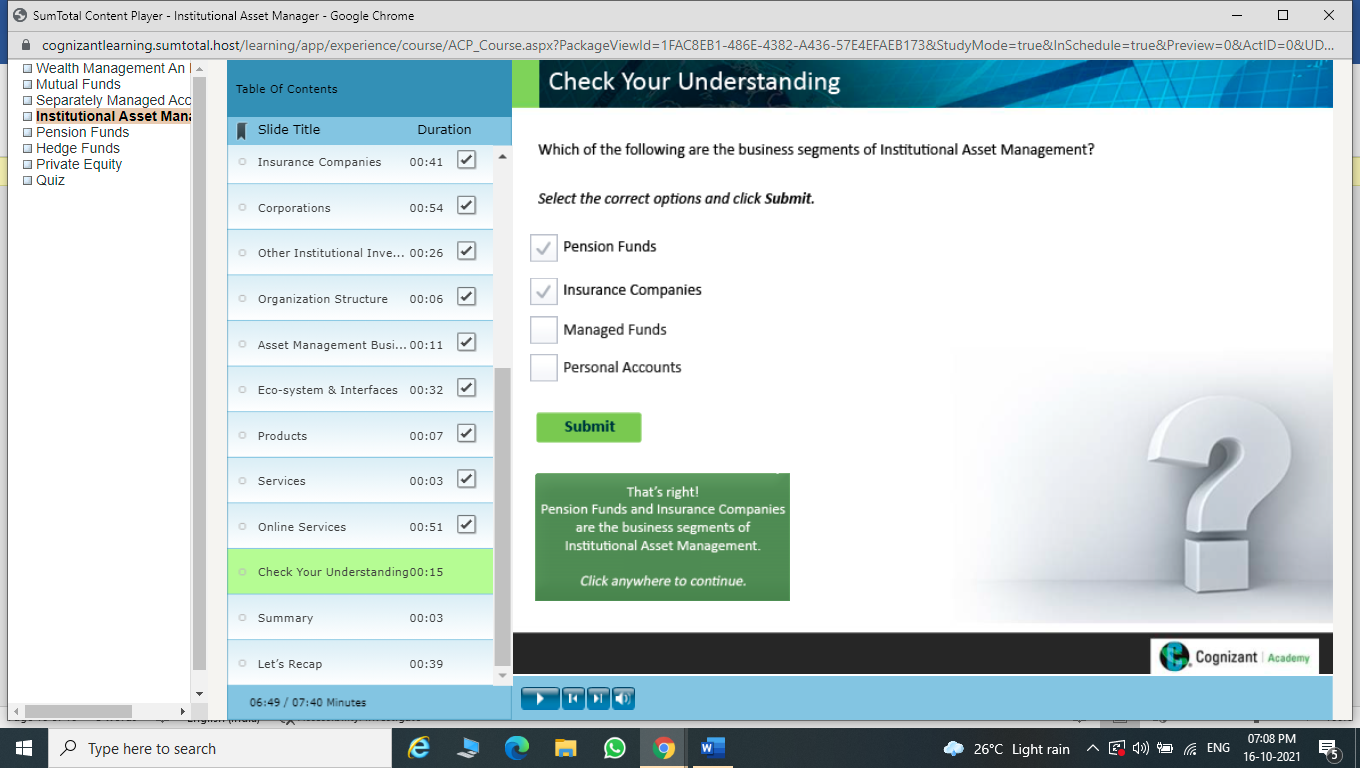 SumTotal Content Player - Institutional Asset Manager - Google Chrome
cognizantlearning.sumtotal.host/learning/app/experience/course/ACP_Course.aspx?PackageViewId=1FAC8EB1-486E-4382-A436-57E4EFAEB173&StudyMode=true&InSchedule=true&Preview=0&ActID=0&UD...
Wealth Management An I
Mutual Funds
Separately Managed Acc
Institutional Asset Mana
Pension Funds
Hedge Funds
Private Equity
Quiz
Table Of Contents
Slide Title Duration
Insurance Companies 00:41
Corporations 00:54
Other Institutional Inve... 00:26
Organization Structure 00:06
Asset Management Busi... 00:11
Eco-system & Interfaces 00:32
Products 00:07
Services 00:03
Online Services 00:51
Check Your Understanding 00:15
Summary 00:03
Let's Recap 00:39
06:49 / 07:40 Minutes
Check Your Understanding
Which of the following are the business segments of Institutional Asset Management?
Select the correct options and click Submit.
Pension Funds
Insurance Companies
Managed Funds
Personal Accounts
Submit
That's right!
Pension Funds and Insurance Companies
are the business segments of
Institutional Asset Management.
Click anywhere to continue.
Cognizant | Academy
Type here to search
26°C Light rain
ENG
07:08 PM
16-10-2021
5